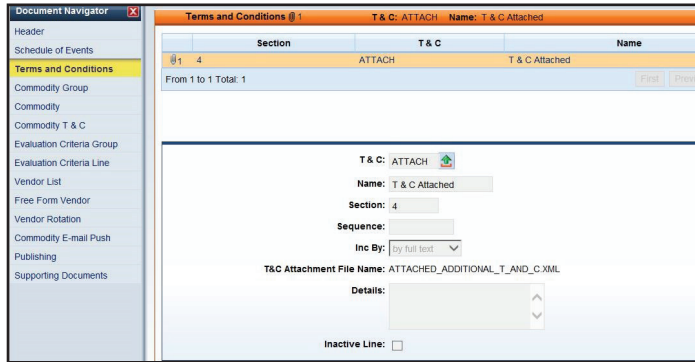 Document Navigator X
Header
Schedule of Events
Terms and Conditions
Commodity Group
Commodity
Commodity T & C
Evaluation Criteria Group
Evaluation Criteria Line
Vendor List
Free Form Vendor
Vendor Rotation
Commodity E-mail Push
Publishing
Supporting Documents
Terms and Conditions 1 T & C: ATTACH Name: T & C Attached
Section T & C Name
1 4 ATTACH T & C Attached
From 1 to 1 Total: 1 First Prev
T & C: ATTACH
Name: T & C Attached
Section: 4
Sequence:
Inc By: by full text
T&C Attachment File Name: ATTACHED_ADDITIONAL_T_AND_C.XML
Details:
Inactive Line: